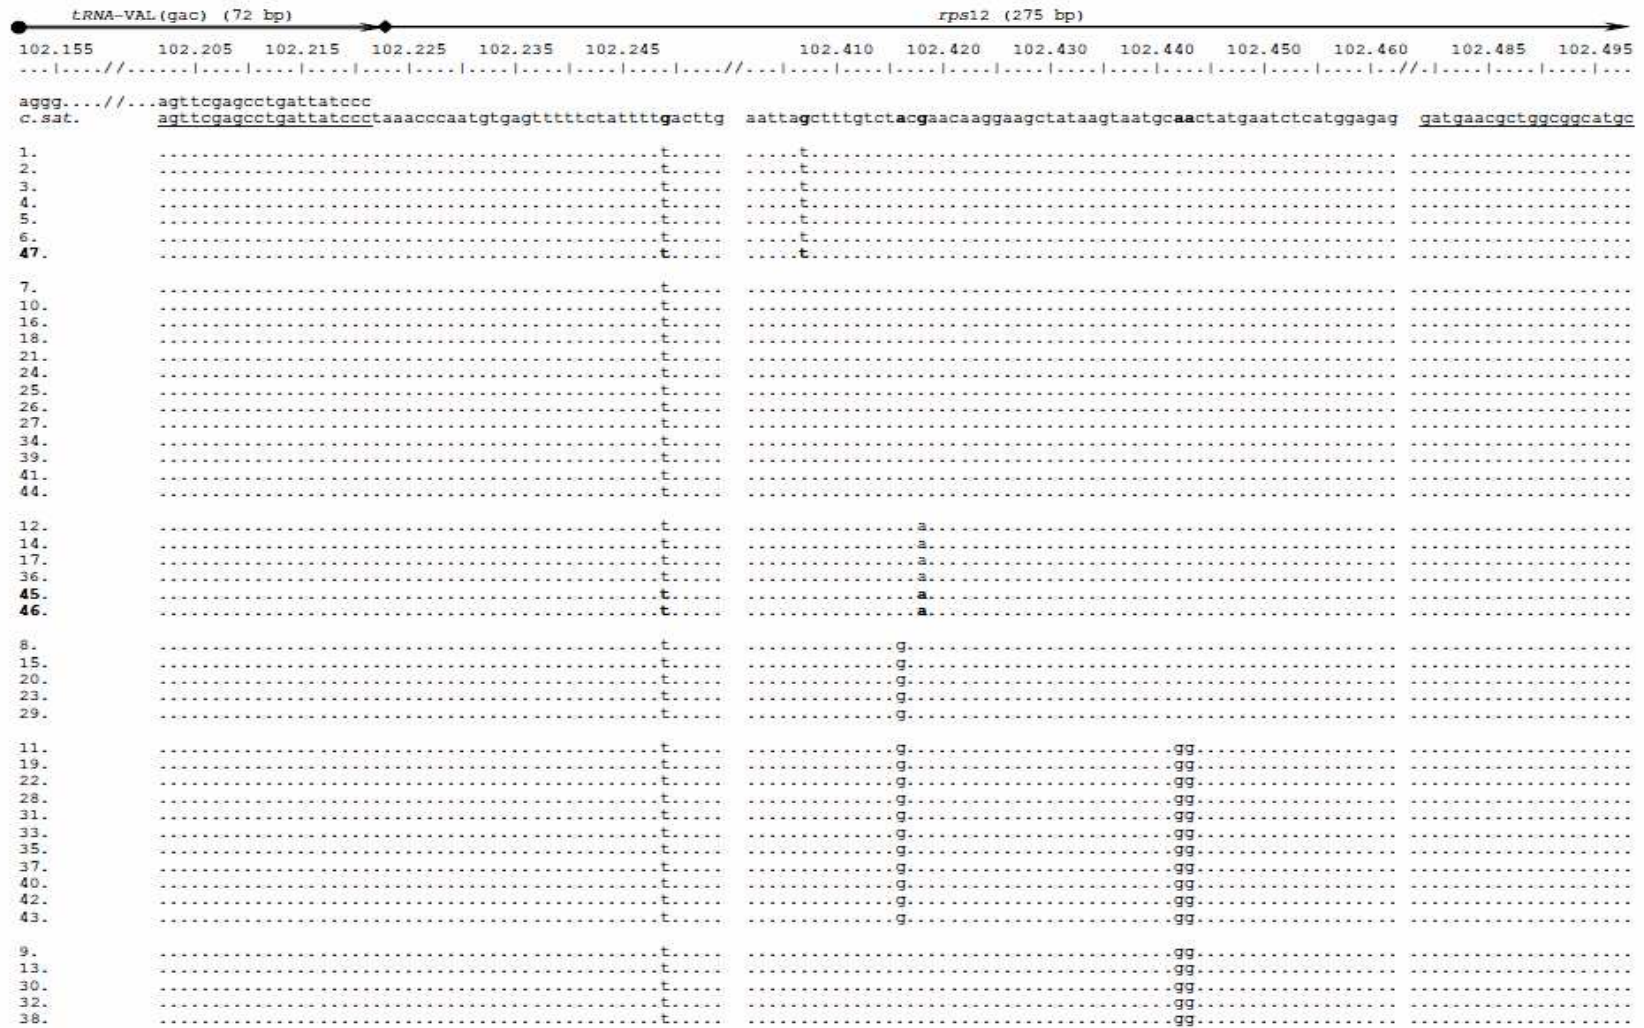 tRNA-VAL(gac) (72 bp) rps12 (275 bp)
102.155 102.205 102.215 102.225 102.235 102.245 102.410 102.420 102.430 102.440 102.450 102.460 102.485 102.495
...|....//......|....|....|....|....|....|....|....|....|....|....//...|....|....|....|....|....|....|....|....|....|....|....|.//.|....|....|....|...
aggg....//...agttcgagcctgattatccc
c.sat. agttcgagcctgattatccctaaacccaatgtgagtttttctattttgacttg aattagctttgtctacgaacaaggaagctataagtaatgcaactatgaatctcatggagag gatgaacgctggcggcatgc
1. ...............................................t..... .....t....................................................... ....................
2. ...............................................t..... .....t....................................................... ....................
3. ...............................................t..... .....t....................................................... ....................
4. ...............................................t..... .....t....................................................... ....................
5. ...............................................t..... .....t....................................................... ....................
6. ...............................................t..... .....t....................................................... ....................
47. ...............................................t..... .....t....................................................... ....................
7. ...............................................t..... ............................................................. ....................
10. ...............................................t..... ............................................................. ....................
16. ...............................................t..... ............................................................. ....................
18. ...............................................t..... ............................................................. ....................
21. ...............................................t..... ............................................................. ....................
24. ...............................................t..... ............................................................. ....................
25. ...............................................t..... ............................................................. ....................
26. ...............................................t..... ............................................................. ....................
27. ...............................................t..... ............................................................. ....................
34. ...............................................t..... ............................................................. ....................
39. ...............................................t..... ............................................................. ....................
41. ...............................................t..... ............................................................. ....................
44. ...............................................t..... ............................................................. ....................
12. ...............................................t..... ................a............................................ ....................
14. ...............................................t..... ................a............................................ ....................
17. ...............................................t..... ................a............................................ ....................
36. ...............................................t..... ................a............................................ ....................
45. ...............................................t..... ................a............................................ ....................
46. ...............................................t..... ................a............................................ ....................
8. ...............................................t..... ..............g.............................................. ....................
15. ...............................................t..... ..............g.............................................. ....................
20. ...............................................t..... ..............g.............................................. ....................
23. ...............................................t..... ..............g.............................................. ....................
29. ...............................................t..... ..............g.............................................. ....................
11. ...............................................t..... ..............g.........................gg................... ....................
19. ...............................................t..... ..............g.........................gg................... ....................
22. ...............................................t..... ..............g.........................gg................... ....................
28. ...............................................t..... ..............g.........................gg................... ....................
31. ...............................................t..... ..............g.........................gg................... ....................
33. ...............................................t..... ..............g.........................gg................... ....................
35. ...............................................t..... ..............g.........................gg................... ....................
37. ...............................................t..... ..............g.........................gg................... ....................
40. ...............................................t..... ..............g.........................gg................... ....................
42. ...............................................t..... ..............g.........................gg................... ....................
43. ...............................................t..... ..............g.........................gg................... ....................
9. ...............................................t..... ........................................gg................... ....................
13. ...............................................t..... ........................................gg................... ....................
30. ...............................................t..... ........................................gg................... ....................
32. ...............................................t..... ........................................gg................... ....................
38. ...............................................t..... ........................................gg................... ....................